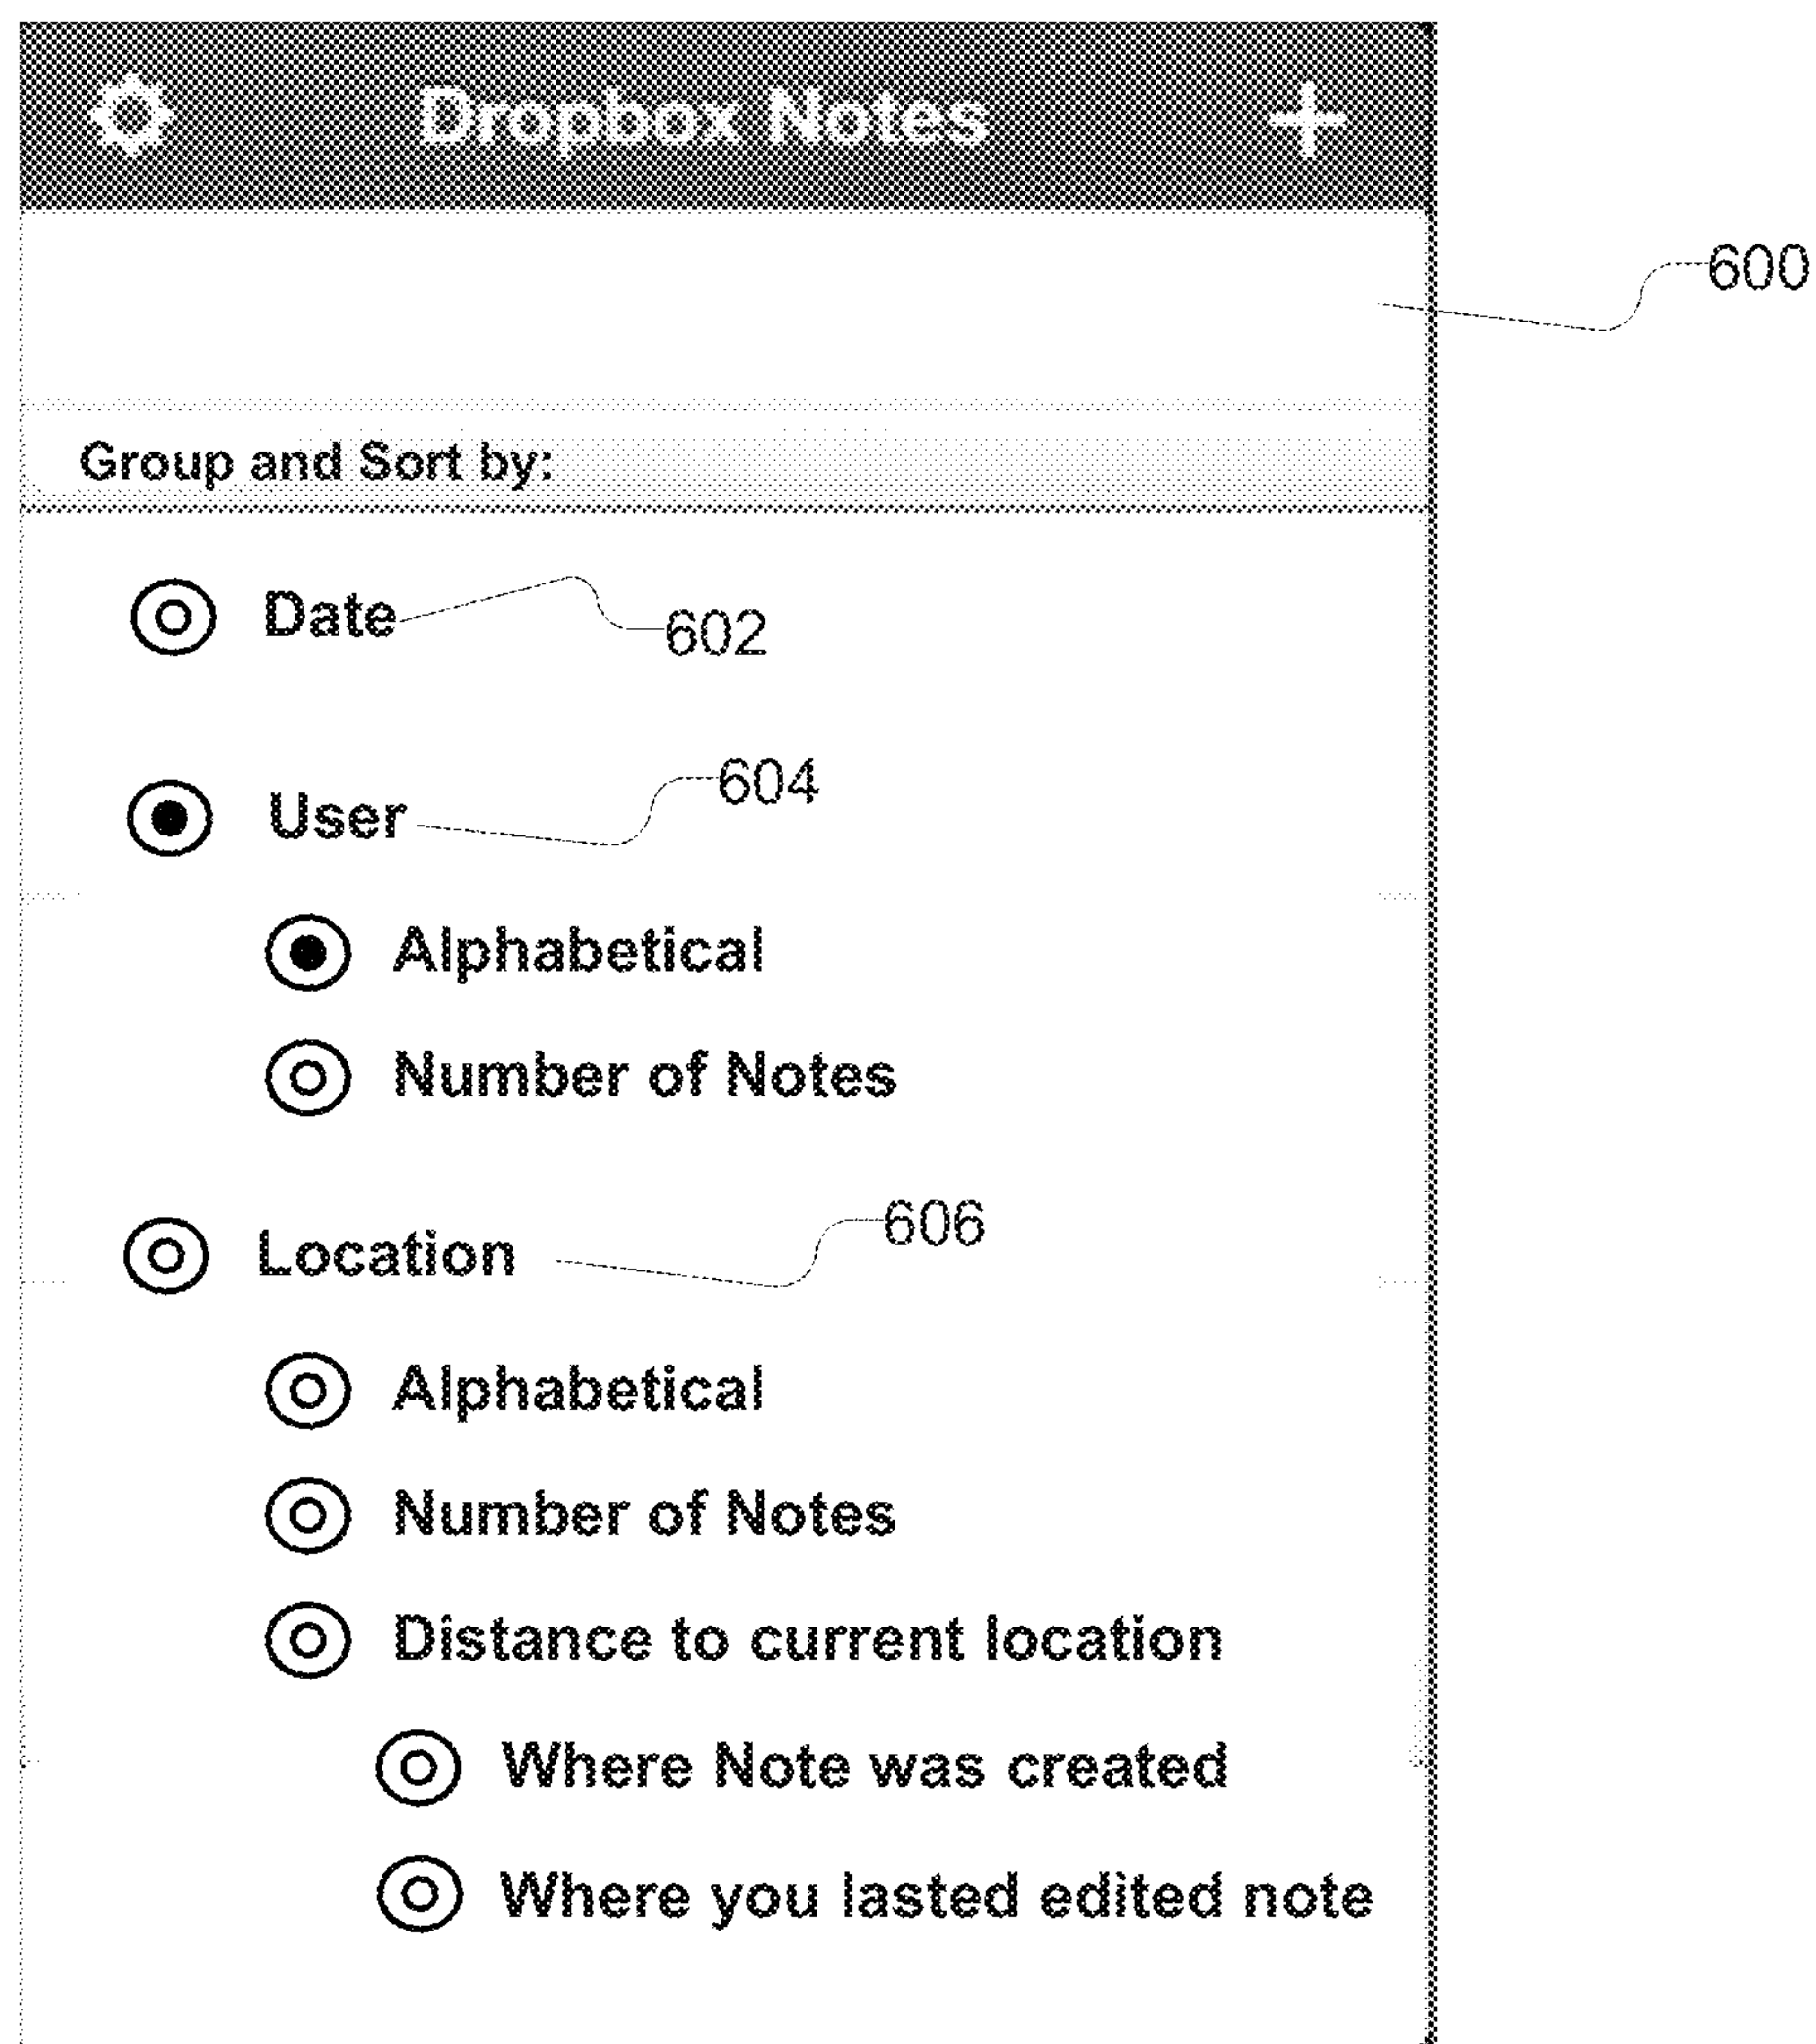 Dropbox Notes
600
Group and Sort by:
Date
602
User
604
Alphabetical
Number of Notes
Location
606
Alphabetical
Number of Notes
Distance to current location
Where Note was created
Where you lasted edited note